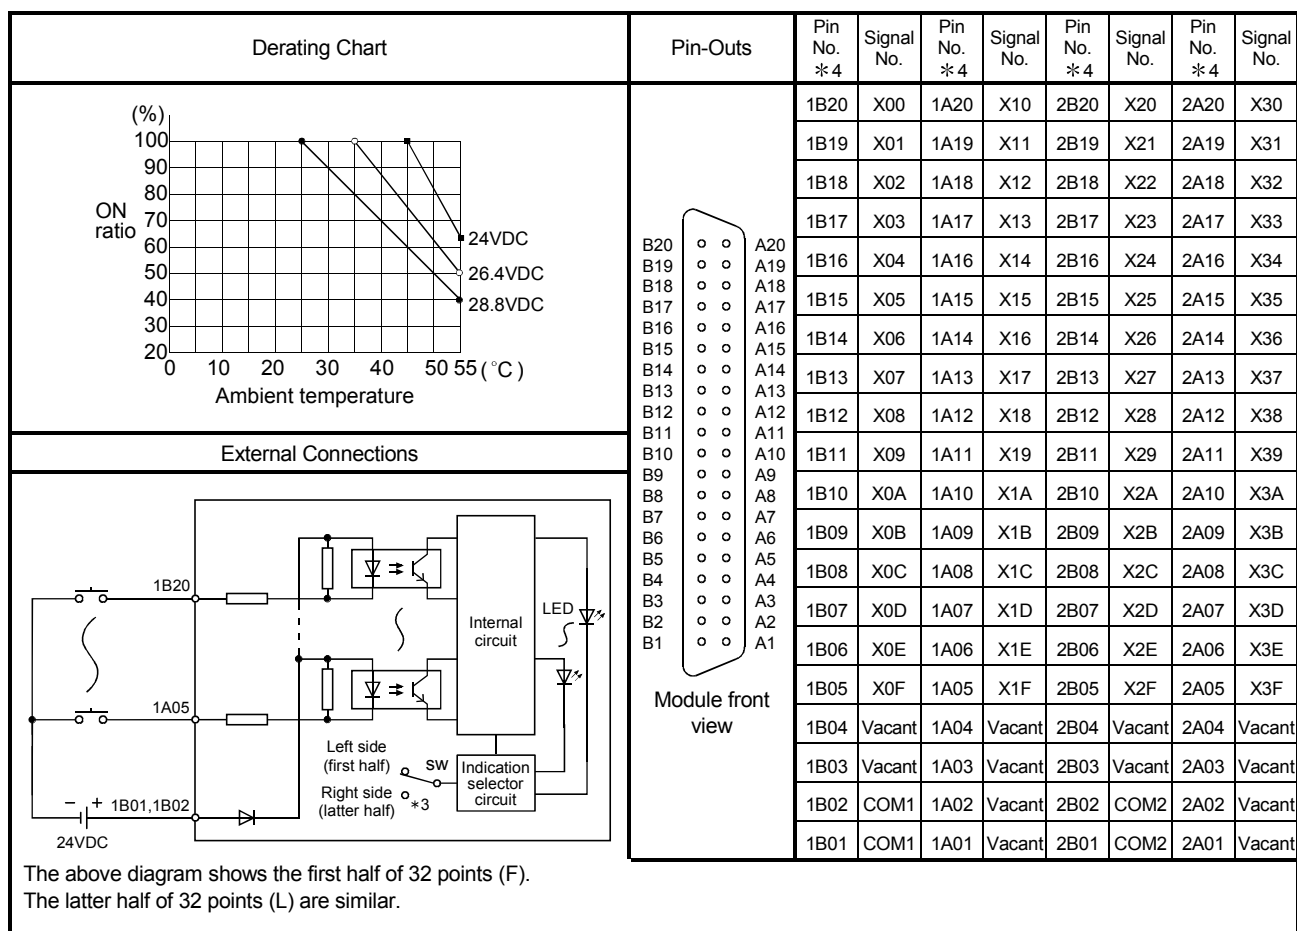 Derating Chart
(%)
100
90
80
70
60
50
40
30
20
ON
ratio
24VDC
26.4VDC
28.8VDC
0 10 20 30 40 50 55 (°C)
Ambient temperature
External Connections
1B20
1A05
1B01,1B02
− +
24VDC
Internal
circuit
LED
Left side
(first half)
SW
Right side
(latter half)
*3
Indication
selector
circuit
The above diagram shows the first half of 32 points (F).
The latter half of 32 points (L) are similar.
Pin-Outs
B20 A20
B19 A19
B18 A18
B17 A17
B16 A16
B15 A15
B14 A14
B13 A13
B12 A12
B11 A11
B10 A10
B9 A9
B8 A8
B7 A7
B6 A6
B5 A5
B4 A4
B3 A3
B2 A2
B1 A1
Module front
view
Pin Signal Pin Signal Pin Signal Pin Signal
No. No. No. No. No. No. No. No.
*4 *4 *4 *4
1B20 X00 1A20 X10 2B20 X20 2A20 X30
1B19 X01 1A19 X11 2B19 X21 2A19 X31
1B18 X02 1A18 X12 2B18 X22 2A18 X32
1B17 X03 1A17 X13 2B17 X23 2A17 X33
1B16 X04 1A16 X14 2B16 X24 2A16 X34
1B15 X05 1A15 X15 2B15 X25 2A15 X35
1B14 X06 1A14 X16 2B14 X26 2A14 X36
1B13 X07 1A13 X17 2B13 X27 2A13 X37
1B12 X08 1A12 X18 2B12 X28 2A12 X38
1B11 X09 1A11 X19 2B11 X29 2A11 X39
1B10 X0A 1A10 X1A 2B10 X2A 2A10 X3A
1B09 X0B 1A09 X1B 2B09 X2B 2A09 X3B
1B08 X0C 1A08 X1C 2B08 X2C 2A08 X3C
1B07 X0D 1A07 X1D 2B07 X2D 2A07 X3D
1B06 X0E 1A06 X1E 2B06 X2E 2A06 X3E
1B05 X0F 1A05 X1F 2B05 X2F 2A05 X3F
1B04 Vacant 1A04 Vacant 2B04 Vacant 2A04 Vacant
1B03 Vacant 1A03 Vacant 2B03 Vacant 2A03 Vacant
1B02 COM1 1A02 Vacant 2B02 COM2 2A02 Vacant
1B01 COM1 1A01 Vacant 2B01 COM2 2A01 Vacant